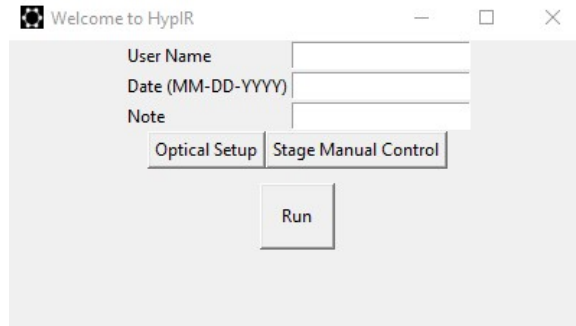 Welcome to HypIR
User Name
Date (MM-DD-YYYY)
Note
Optical Setup Stage Manual Control
Run